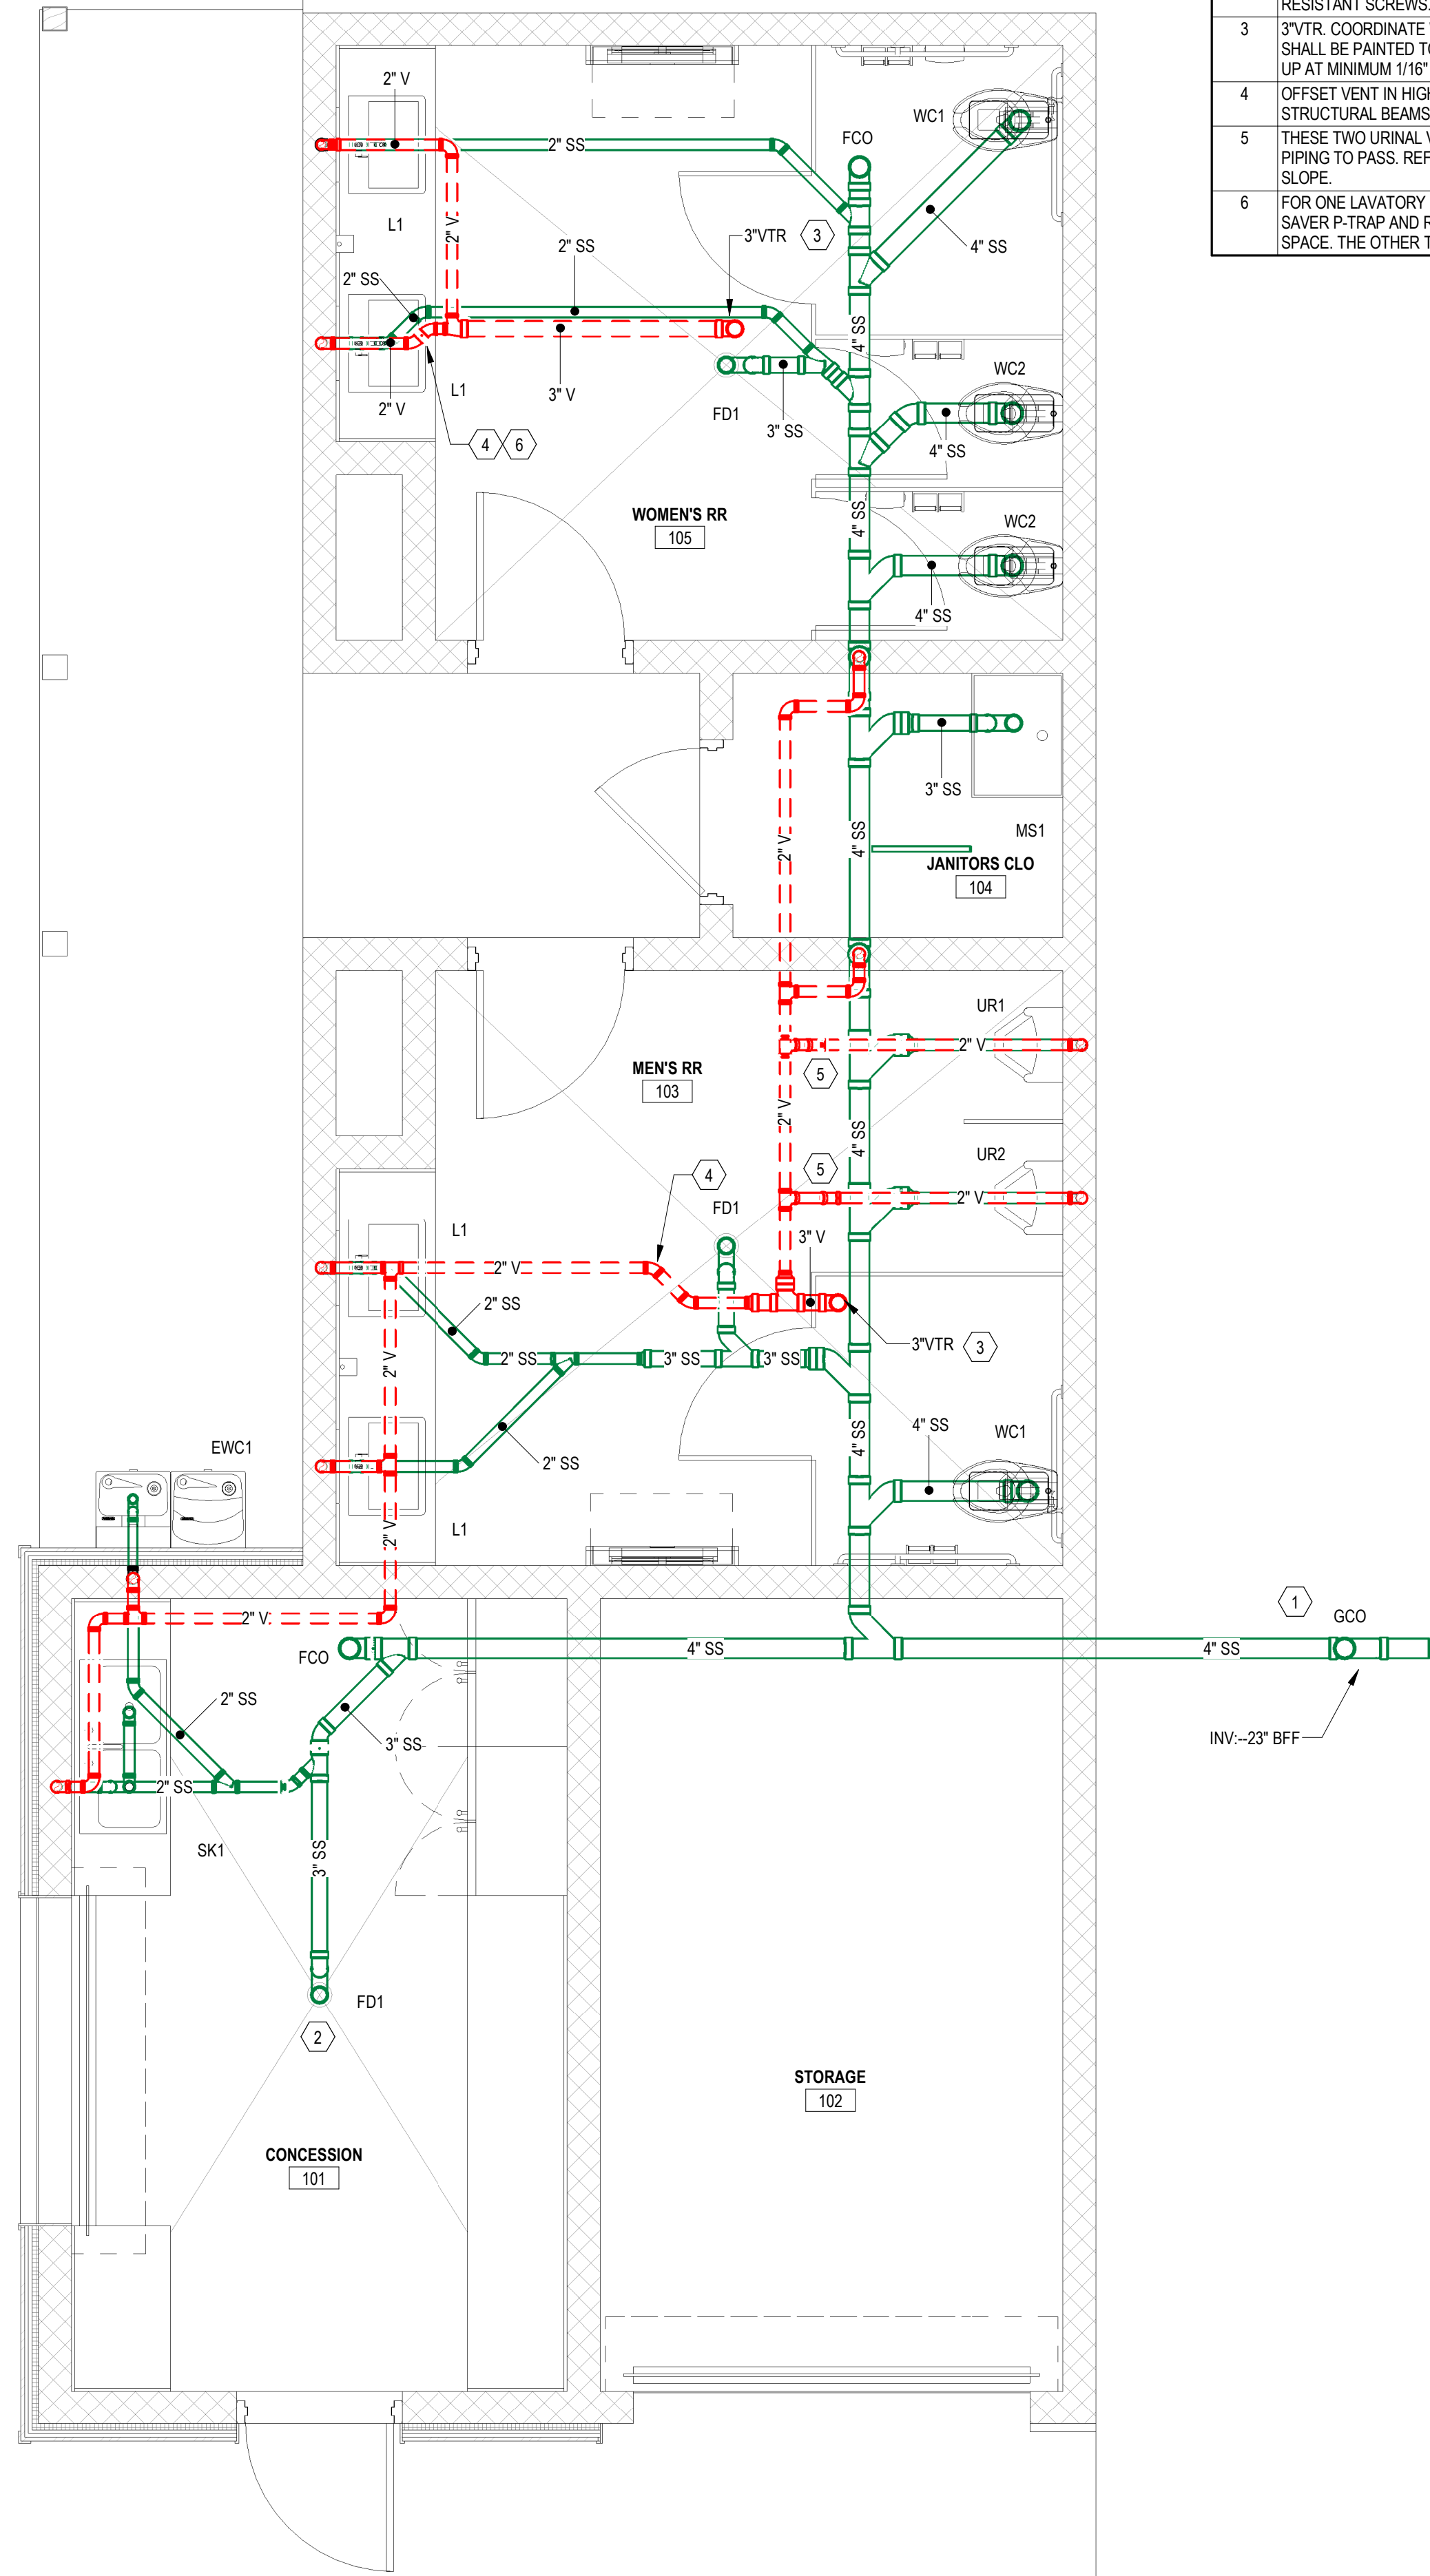 RESISTANT SCREWS.
3 3"VTR. COORDINATE
SHALL BE PAINTED TO
UP AT MINIMUM 1/16"
4 OFFSET VENT IN HIGH
STRUCTURAL BEAMS
5 THESE TWO URINAL V
PIPING TO PASS. REF
SLOPE.
6 FOR ONE LAVATORY
SAVER P-TRAP AND R
SPACE. THE OTHER T
2" V
WC1
FCO
2" SS
L1
2" V
3"VTR 3
2" SS
4" SS
2" SS
4" SS
WC2
L1
3" V
2" V
FD1
3" SS
4 6
4" SS
WOMEN'S RR
105
4" SS
WC2
4" SS
3" SS
MS1
2" V
4" SS
JANITORS CLO
104
UR1
2" V
MEN'S RR
103
5
2" V
4" SS
UR2
5
4
FD1
2" V
L1
3" V
2" V
2" SS
3"VTR 3
2" SS
3" SS
3" SS
2" V
4" SS
4" SS
WC1
EWC1
2" SS
L1
2" V
1
GCO
2" V
FCO
4" SS
4" SS
2" SS
3" SS
INV:--23" BFF
2" SS
SK1
3" SS
FD1
2
STORAGE
102
CONCESSION
101